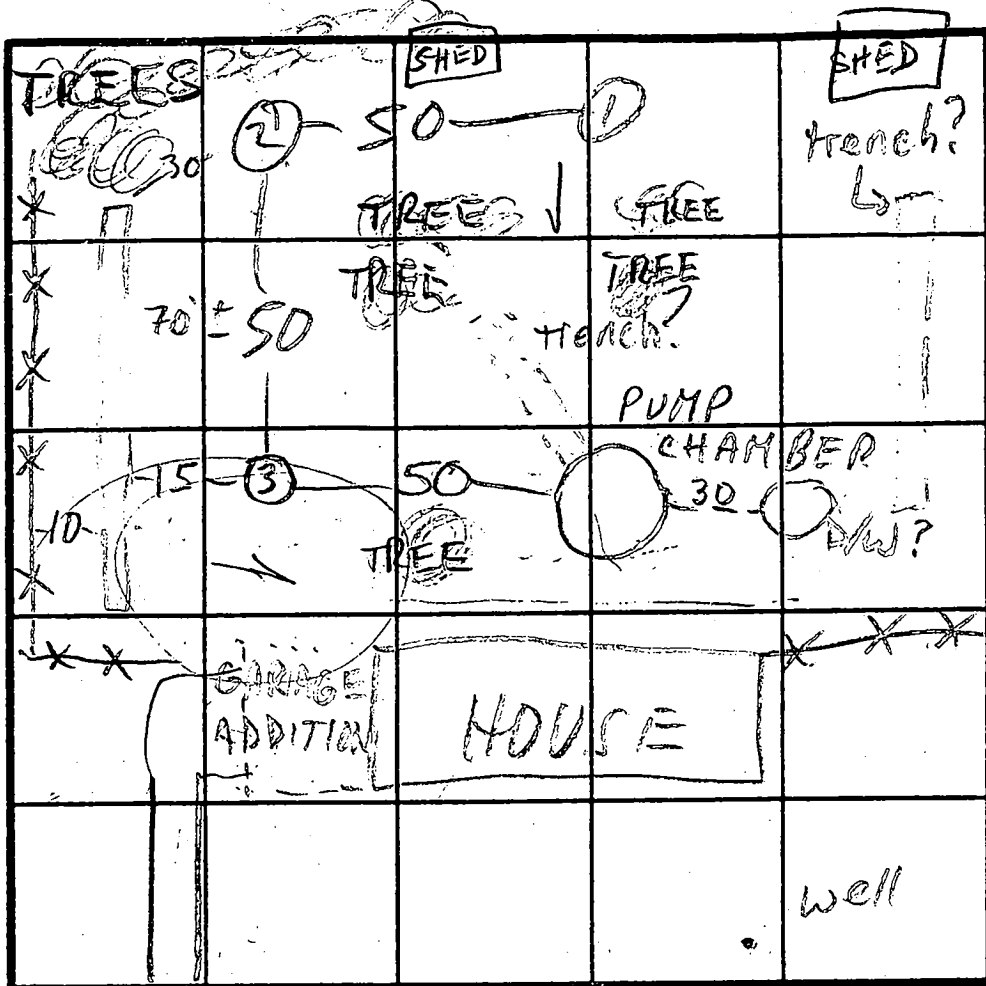 SHED
SHED
TREES
2
50
1
trench?
30
TREES
TREE
TREE
TREE
70' ± 50
trench?
PUMP
CHAMBER
15
3
50
30
10
TREE
D/W?
GARAGE
ADDITION
HOUSE
well